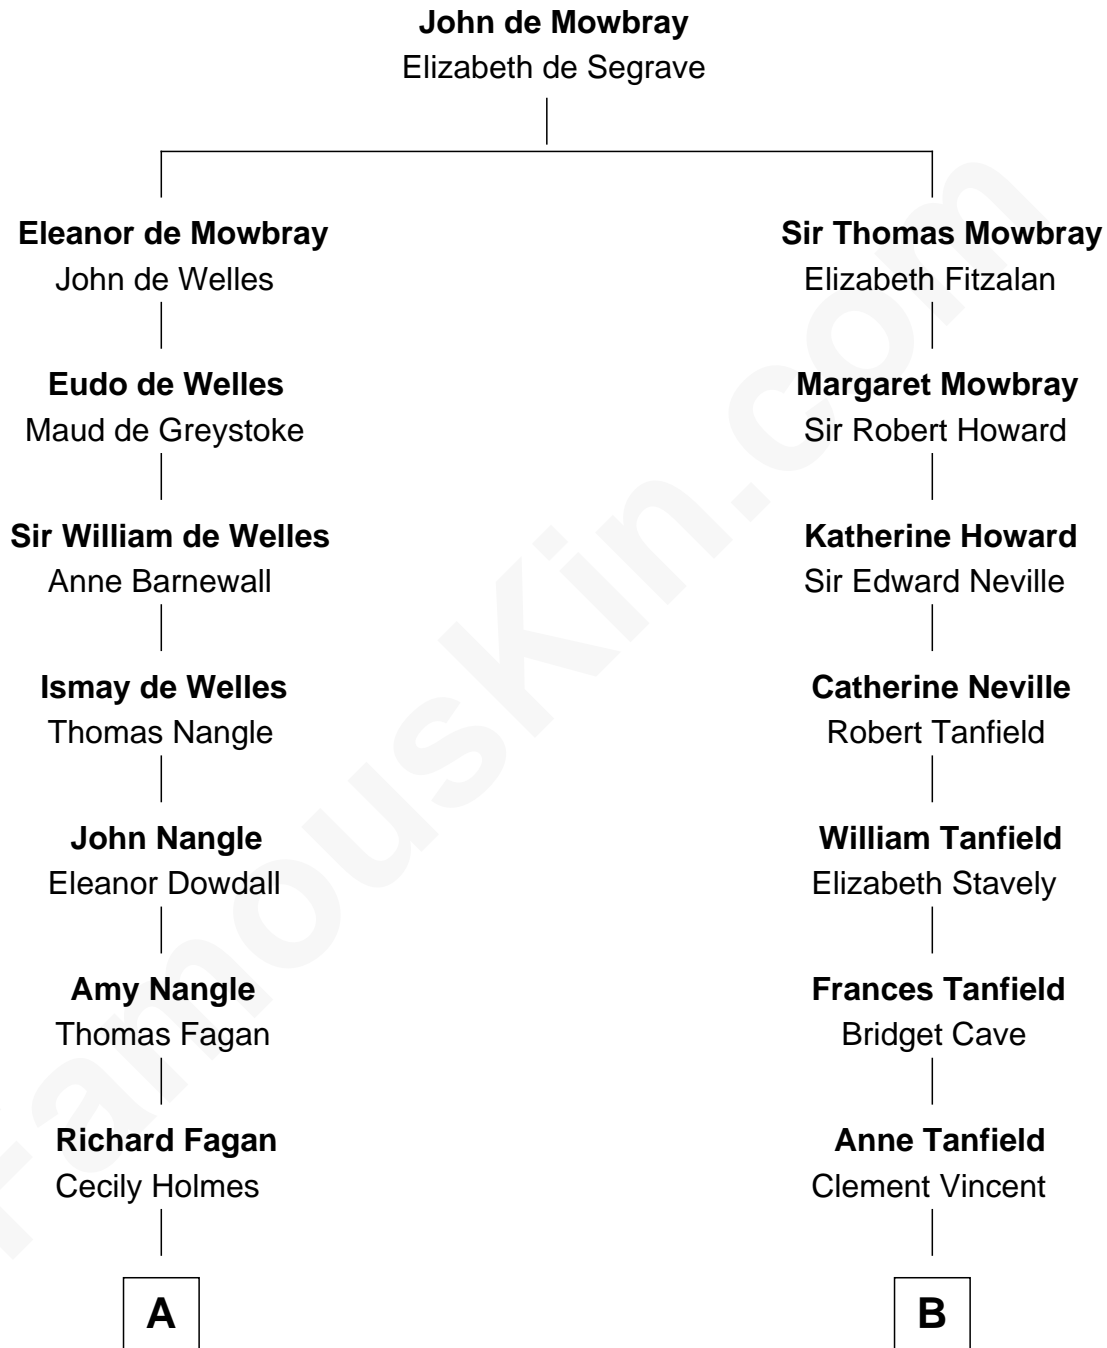 John de Mowbray
Elizabeth de Segrave
Eleanor de Mowbray
John de Welles
Sir Thomas Mowbray
Elizabeth Fitzalan
Eudo de Welles
Maud de Greystoke
Margaret Mowbray
Sir Robert Howard
Sir William de Welles
Anne Barnewall
Katherine Howard
Sir Edward Neville
Ismay de Welles
Thomas Nangle
Catherine Neville
Robert Tanfield
John Nangle
Eleanor Dowdall
William Tanfield
Elizabeth Stavely
Amy Nangle
Thomas Fagan
Frances Tanfield
Bridget Cave
Richard Fagan
Cecily Holmes
Anne Tanfield
Clement Vincent
A
B
FamousKin.com